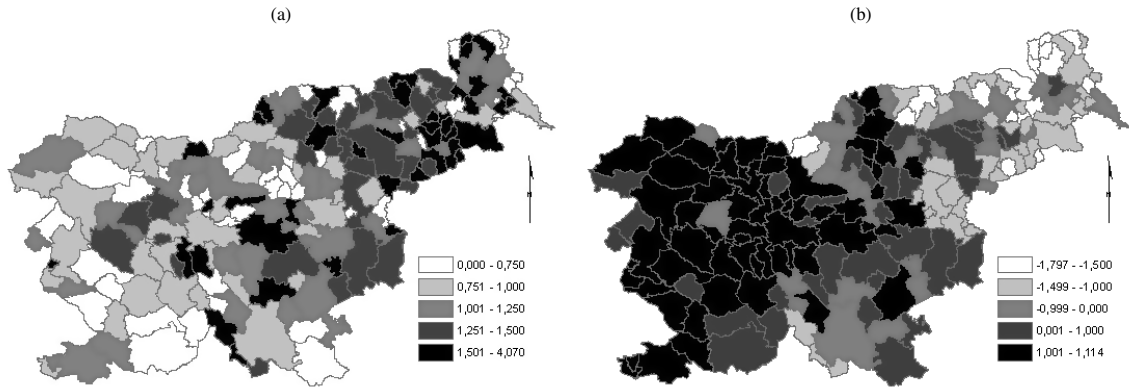 (a)
(b)
0,000 - 0,750
0,751 - 1,000
1,001 - 1,250
1,251 - 1,500
1,501 - 4,070
-1,797 - -1,500
-1,499 - -1,000
-0,999 - 0,000
0,001 - 1,000
1,001 - 1,114